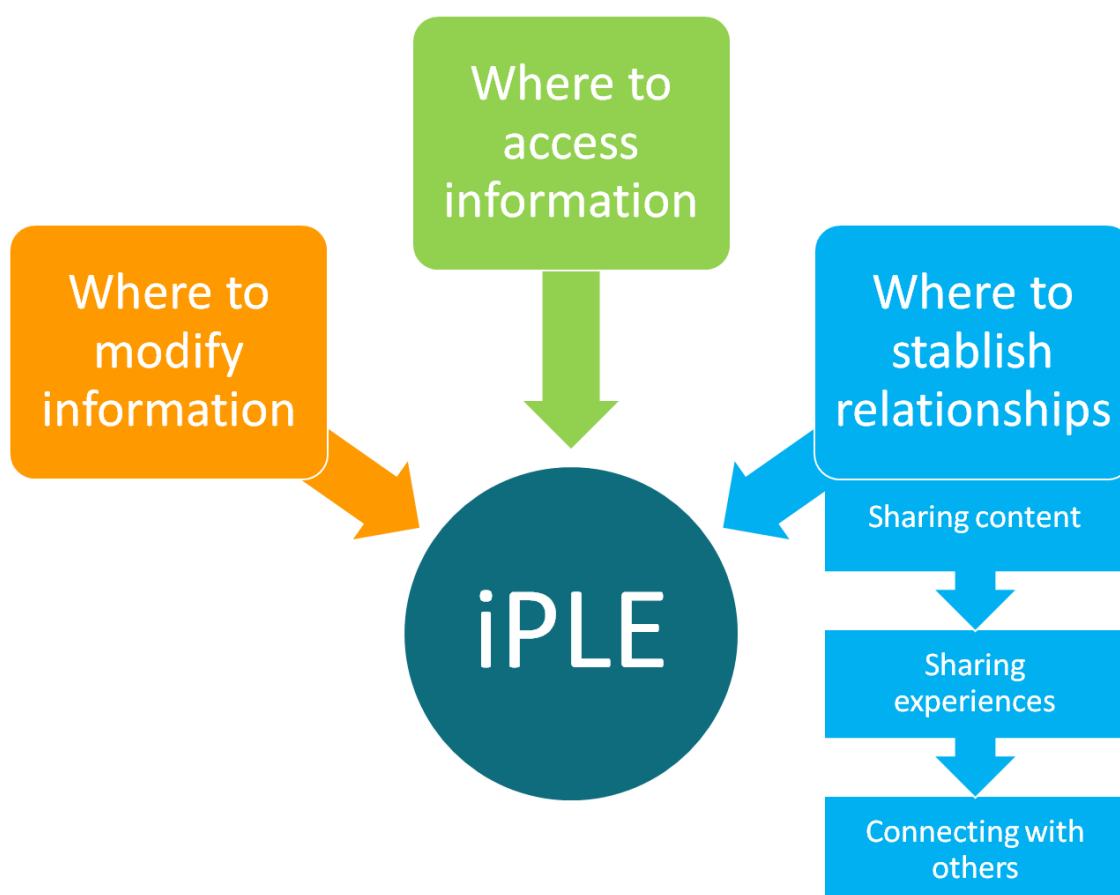 Where to
access
information
Where to
modify
information
Where to
stablish
relationships
iPLE
Sharing content
Sharing
experiences
Connecting with
others